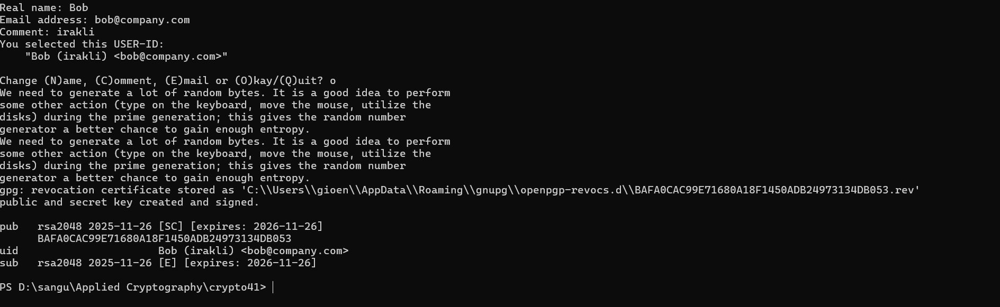 Real name: Bob
Email address: bob@company.com
Comment: irakli
You selected this USER-ID:
    "Bob (irakli) <bob@company.com>"

Change (N)ame, (C)omment, (E)mail or (O)kay/(Q)uit? o
We need to generate a lot of random bytes. It is a good idea to perform
some other action (type on the keyboard, move the mouse, utilize the
disks) during the prime generation; this gives the random number
generator a better chance to gain enough entropy.
We need to generate a lot of random bytes. It is a good idea to perform
some other action (type on the keyboard, move the mouse, utilize the
disks) during the prime generation; this gives the random number
generator a better chance to gain enough entropy.
gpg: revocation certificate stored as 'C:\\Users\\gioen\\AppData\\Roaming\\gnupg\\openpgp-revocs.d\\BAFA0CAC99E71680A18F1450ADB24973134DB053.rev'
public and secret key created and signed.

pub   rsa2048 2025-11-26 [SC] [expires: 2026-11-26]
      BAFA0CAC99E71680A18F1450ADB24973134DB053
uid                      Bob (irakli) <bob@company.com>
sub   rsa2048 2025-11-26 [E] [expires: 2026-11-26]

PS D:\sangu\Applied Cryptography\crypto41>